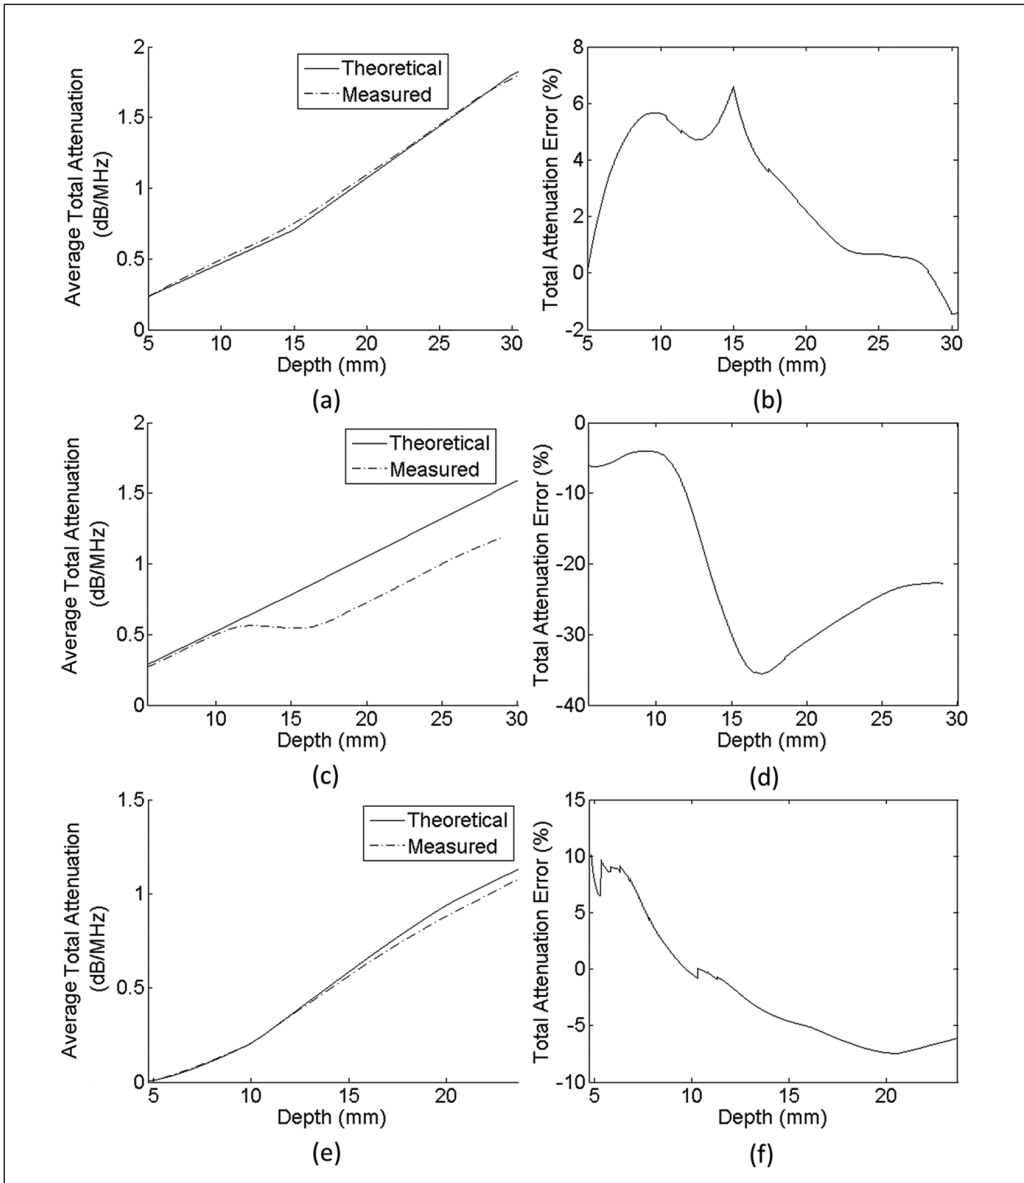 2
1.5
1
0.5
0
Average Total Attenuation
(dB/MHz)
Theoretical
Measured
5 10 15 20 25 30
Depth (mm)
(a)
8
6
4
2
0
-2
Total Attenuation Error (%)
5 10 15 20 25 30
Depth (mm)
(b)
2
1.5
1
0.5
0
Average Total Attenuation
(dB/MHz)
Theoretical
Measured
10 15 20 25 30
Depth (mm)
(c)
0
-10
-20
-30
-40
Total Attenuation Error (%)
10 15 20 25 30
Depth (mm)
(d)
1.5
1
0.5
0
Average Total Attenuation
(dB/MHz)
Theoretical
Measured
5 10 15 20
Depth (mm)
(e)
15
10
5
0
-5
-10
Total Attenuation Error (%)
5 10 15 20
Depth (mm)
(f)